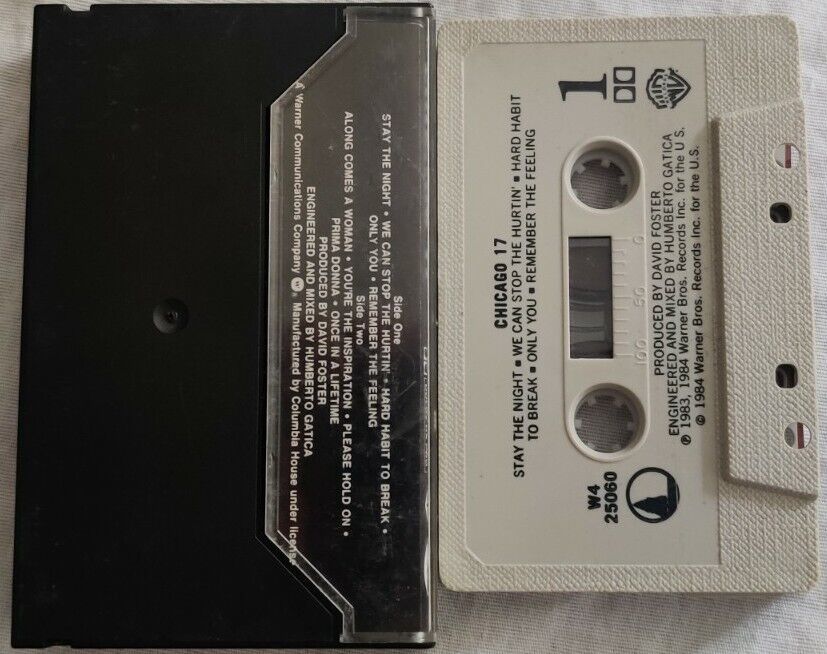 Side One
STAY THE NIGHT • WE CAN STOP THE HURTIN' • HARD HABIT TO BREAK •
ONLY YOU • REMEMBER THE FEELING
Side Two
ALONG COMES A WOMAN • YOU'RE THE INSPIRATION • PLEASE HOLD ON •
PRIMA DONNA • ONCE IN A LIFETIME
PRODUCED BY DAVID FOSTER
ENGINEERED AND MIXED BY HUMBERTO GATICA
A Warner Communications Company Manufactured by Columbia House under license
1
CHICAGO 17
STAY THE NIGHT ■ WE CAN STOP THE HURTIN' ■ HARD HABIT
TO BREAK ■ ONLY YOU ■ REMEMBER THE FEELING
100 50 0
PRODUCED BY DAVID FOSTER
ENGINEERED AND MIXED BY HUMBERTO GATICA
℗ 1983, 1984 Warner Bros. Records Inc. for the U S.
© 1984 Warner Bros. Records Inc. for the U.S.
W4
25060